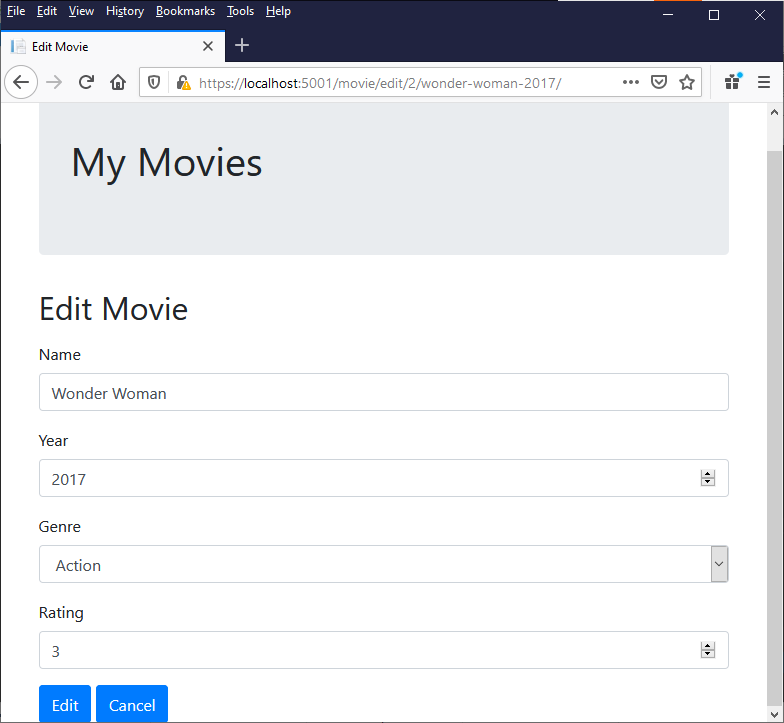 File Edit View History Bookmarks Tools Help
Edit Movie
https://localhost:5001/movie/edit/2/wonder-woman-2017/
My Movies
Edit Movie
Name
Wonder Woman
Year
2017
Genre
Action
Rating
3
Edit Cancel